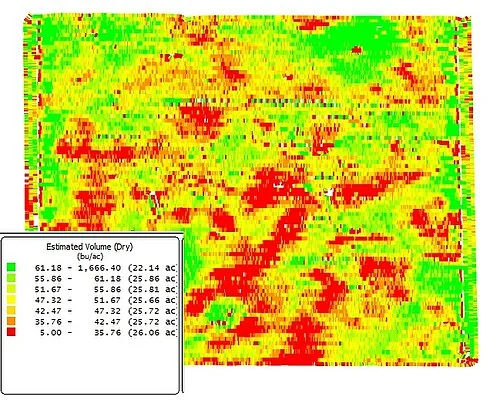 Estimated Volume (Dry)
(bu/ac)
61.18 - 1,666.40 (22.14 ac)
55.86 - 61.18 (25.86 ac)
51.67 - 55.86 (25.81 ac)
47.32 - 51.67 (25.66 ac)
42.47 - 47.32 (25.72 ac)
35.76 - 42.47 (25.72 ac)
5.00 - 35.76 (26.06 ac)